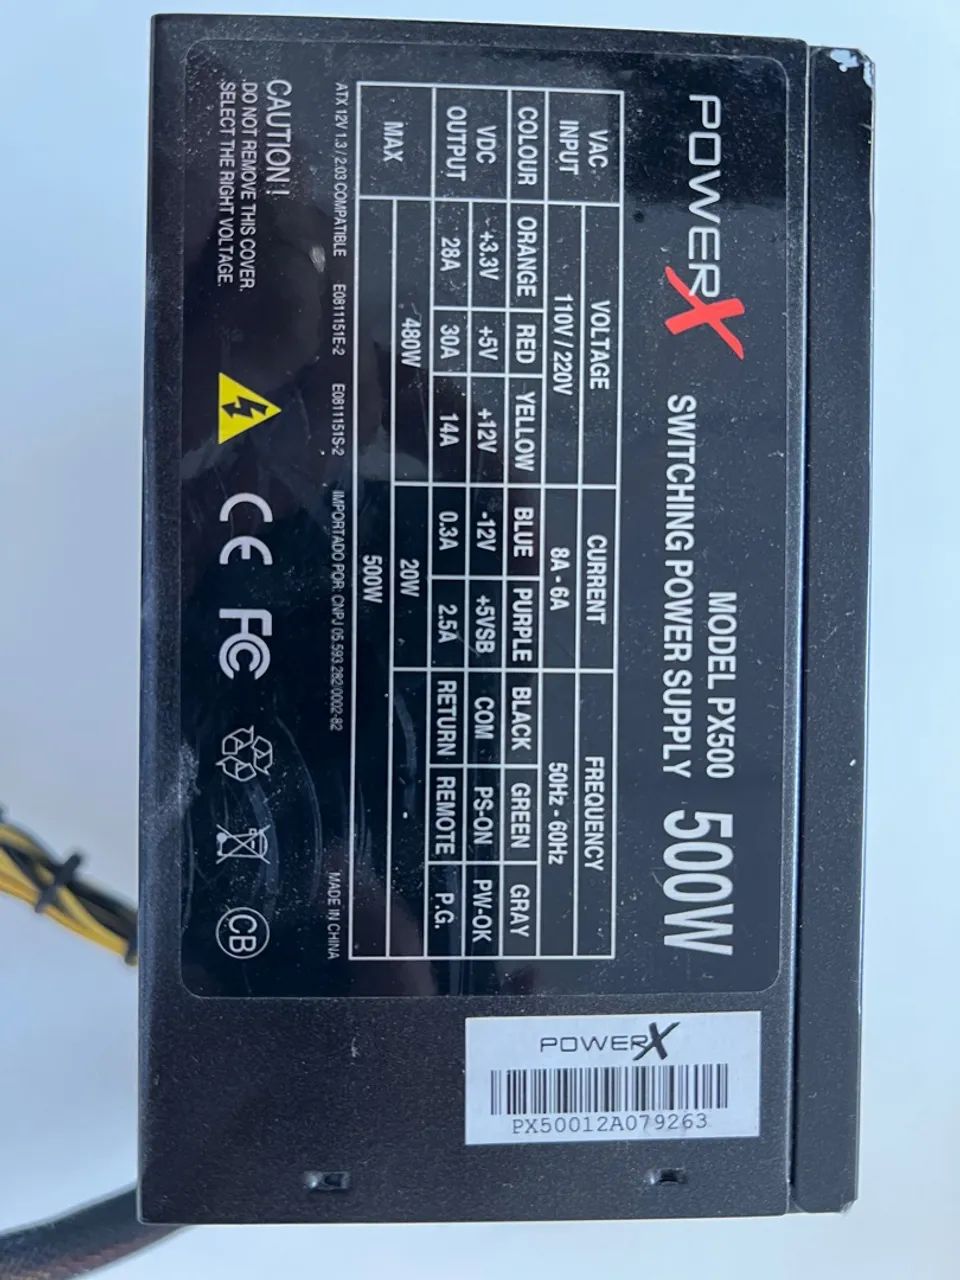 POWERX
MODEL PX500
SWITCHING POWER SUPPLY 500W
VAC INPUT VOLTAGE CURRENT FREQUENCY
110V / 220V 8A - 6A 50Hz - 60Hz
COLOUR ORANGE RED YELLOW BLUE PURPLE BLACK GREEN GRAY
VDC OUTPUT +3.3V +5V +12V -12V +5VSB COM PS-ON PW-OK
28A 30A 14A 0.3A 2.5A RETURN REMOTE P.G.
MAX 480W 20W
500W
ATX 12V 1.3 / 2.03 COMPATIBLE E0811151E-2 E0811151S-2 IMPORTADO POR: CNPJ 05.593.282/0002-82 MADE IN CHINA
CAUTION !
DO NOT REMOVE THIS COVER.
SELECT THE RIGHT VOLTAGE.
CE FC CB
POWERX
PX50012A079263